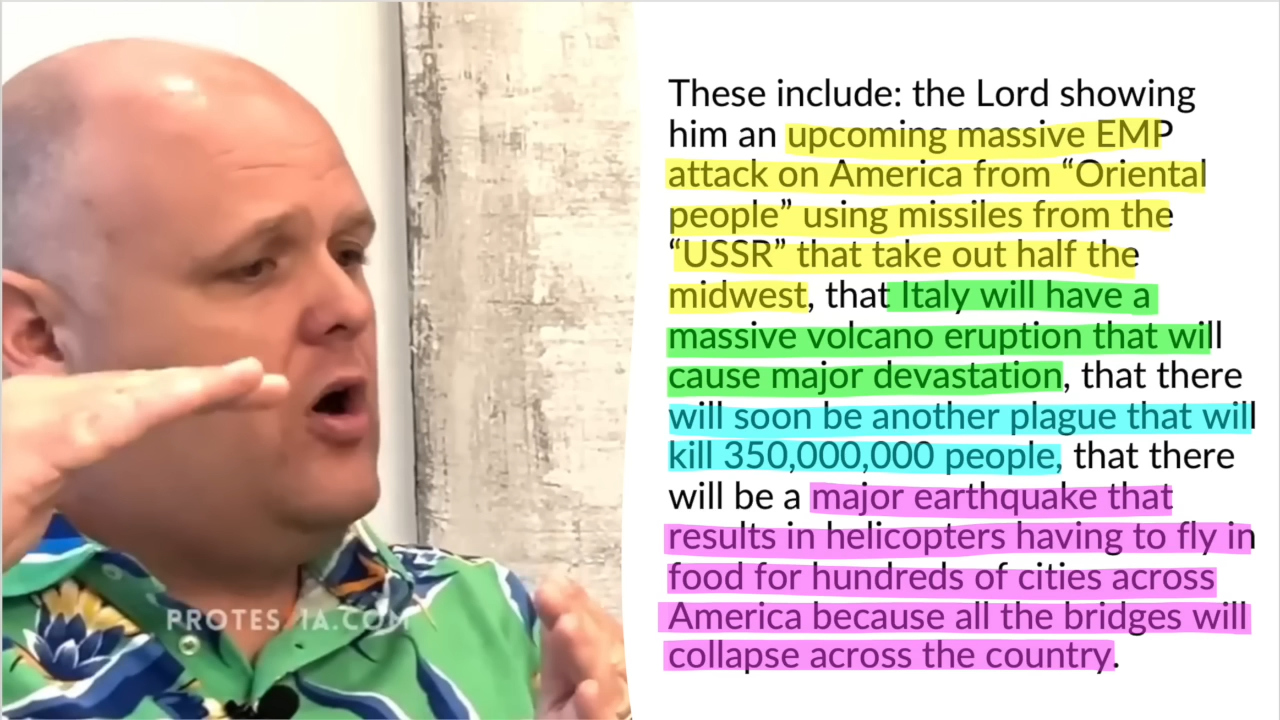 These include: the Lord showing
him an upcoming massive EMP
attack on America from “Oriental
people” using missiles from the
“USSR” that take out half the
midwest, that Italy will have a
massive volcano eruption that will
cause major devastation, that there
will soon be another plague that will
kill 350,000,000 people, that there
will be a major earthquake that
results in helicopters having to fly in
food for hundreds of cities across
America because all the bridges will
collapse across the country.
PROTESTIA.COM